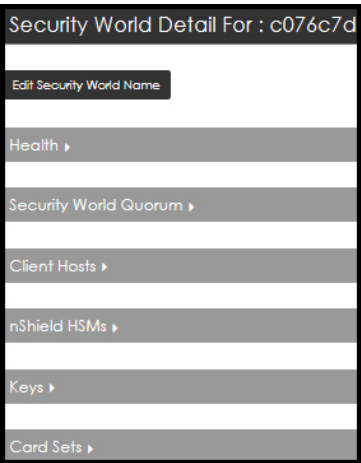 Security World Detail For : c076c7d
Edit Security World Name
Health
Security World Quorum
Client Hosts
nShield HSMs
Keys
Card Sets